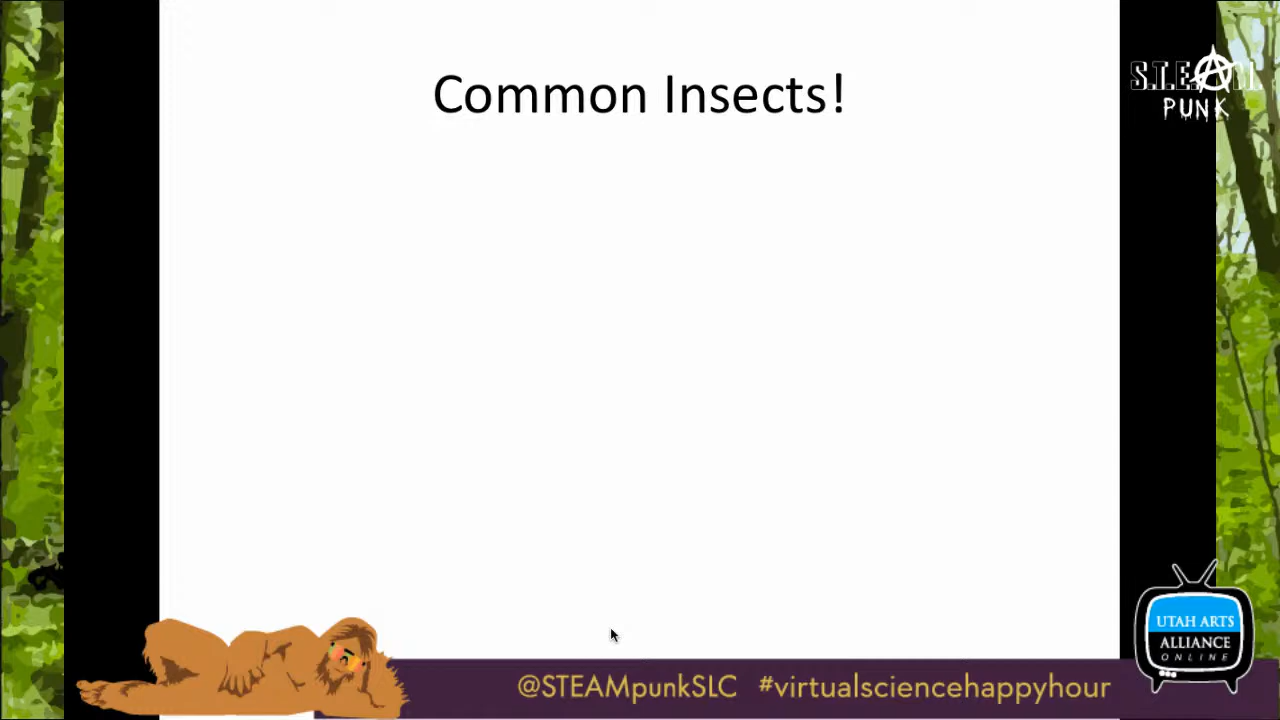 Common Insects!
S.T.E.A.M.
PUNK
UTAH ARTS
ALLIANCE
ONLINE
@STEAMpunkSLC #virtualsciencehappyhour